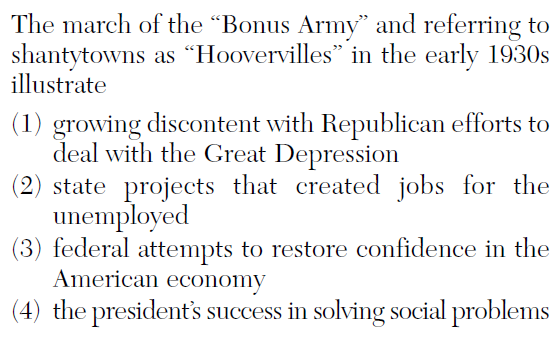 The march of the “Bonus Army” and referring to
shantytowns as “Hoovervilles” in the early 1930s
illustrate
(1) growing discontent with Republican efforts to
deal with the Great Depression
(2) state projects that created jobs for the
unemployed
(3) federal attempts to restore confidence in the
American economy
(4) the president’s success in solving social problems